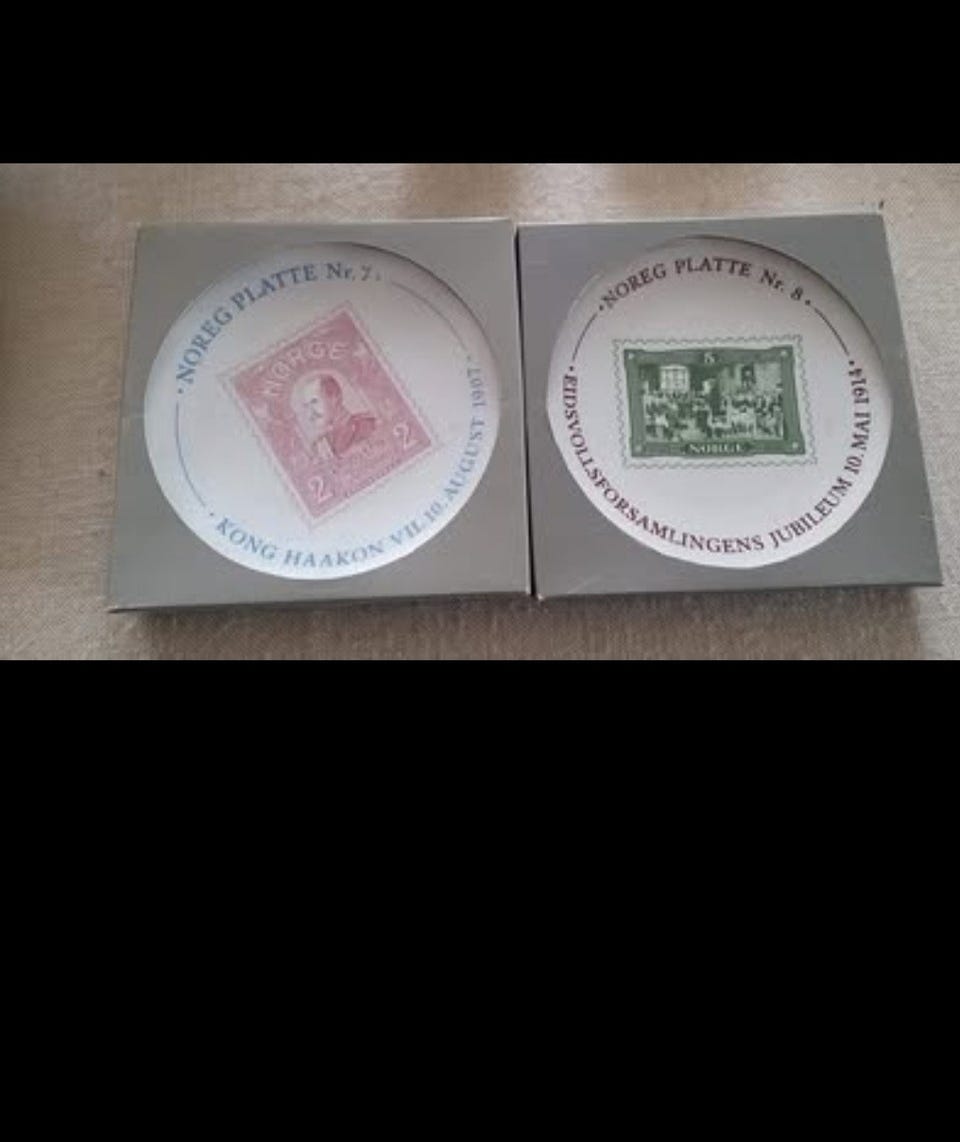 • NOREG PLATTE Nr. 7 •
NORGE
2 2
• KONG HAAKON VII. 10. AUGUST 1907 •
• NOREG PLATTE Nr. 8 •
5
NORGE
• EIDSVOLLSFORSAMLINGENS JUBILEUM 10. MAI 1914 •